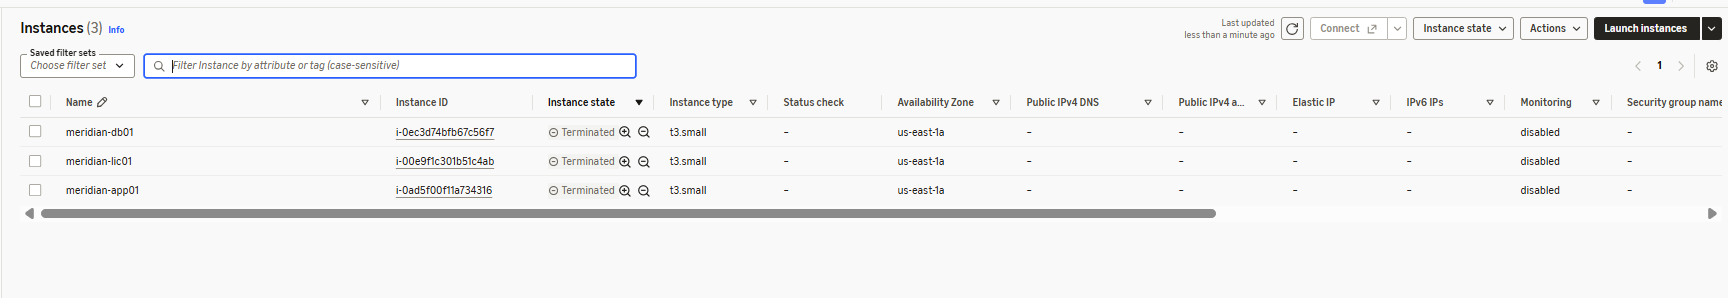 Instances (3) Info
Last updated
less than a minute ago
Connect
Instance state
Actions
Launch instances
Saved filter sets
Choose filter set
Filter Instance by attribute or tag (case-sensitive)
1
Name Instance ID Instance state Instance type Status check Availability Zone Public IPv4 DNS Public IPv4 a... Elastic IP IPv6 IPs Monitoring Security group name
meridian-db01 i-0ec3d74bfb67c56f7 Terminated t3.small – us-east-1a – – – – disabled –
meridian-lic01 i-00e9f1c301b51c4ab Terminated t3.small – us-east-1a – – – – disabled –
meridian-app01 i-0ad5f00f11a734316 Terminated t3.small – us-east-1a – – – – disabled –